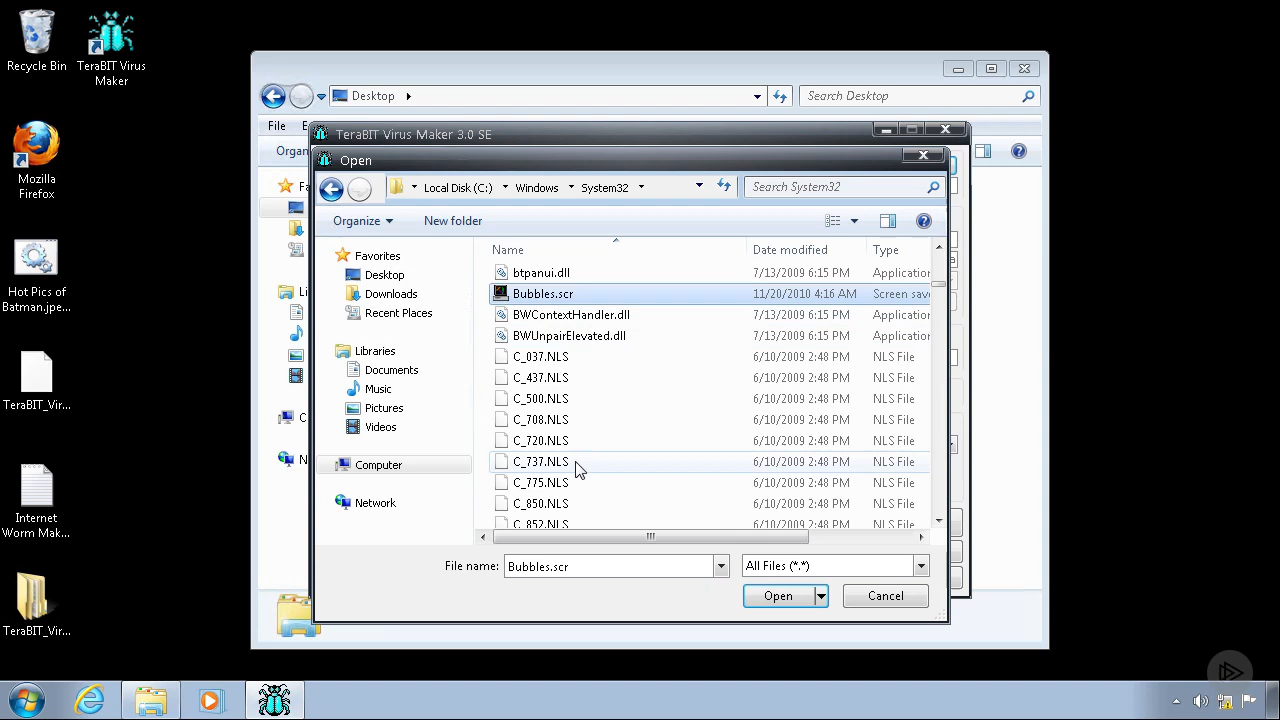 Recycle Bin
TeraBIT Virus
Maker
Mozilla
Firefox
Hot Pics of
Batman.jpe...
TeraBIT_Vir...
Internet
Worm Mak...
TeraBIT_Vir...
Desktop
Search Desktop
File
E
Organ
Fa
Li
C
N
TeraBIT Virus Maker 3.0 SE
Open
Local Disk (C:)
Windows
System32
Search System32
Organize
New folder
Favorites
Desktop
Downloads
Recent Places
Libraries
Documents
Music
Pictures
Videos
Computer
Network
Name Date modified Type
btpanui.dll 7/13/2009 6:15 PM Application
Bubbles.scr 11/20/2010 4:16 AM Screen save
BWContextHandler.dll 7/13/2009 6:15 PM Application
BWUnpairElevated.dll 7/13/2009 6:15 PM Application
C_037.NLS 6/10/2009 2:48 PM NLS File
C_437.NLS 6/10/2009 2:48 PM NLS File
C_500.NLS 6/10/2009 2:48 PM NLS File
C_708.NLS 6/10/2009 2:48 PM NLS File
C_720.NLS 6/10/2009 2:48 PM NLS File
C_737.NLS 6/10/2009 2:48 PM NLS File
C_775.NLS 6/10/2009 2:48 PM NLS File
C_850.NLS 6/10/2009 2:48 PM NLS File
C_852.NLS 6/10/2009 2:48 PM NLS File
File name: Bubbles.scr All Files (*.*)
Open Cancel